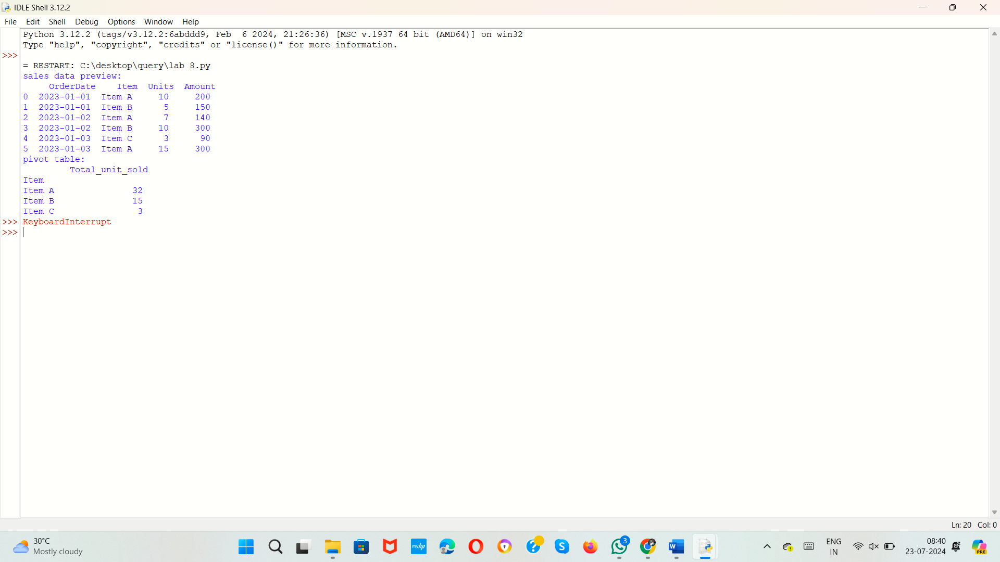 IDLE Shell 3.12.2
File Edit Shell Debug Options Window Help
Python 3.12.2 (tags/v3.12.2:6abddd9, Feb  6 2024, 21:26:36) [MSC v.1937 64 bit (AMD64)] on win32
Type "help", "copyright", "credits" or "license()" for more information.
>>>
= RESTART: C:\desktop\query\lab 8.py
sales data preview:
     OrderDate    Item  Units  Amount
0  2023-01-01  Item A     10     200
1  2023-01-01  Item B      5     150
2  2023-01-02  Item A      7     140
3  2023-01-02  Item B     10     300
4  2023-01-03  Item C      3      90
5  2023-01-03  Item A     15     300
pivot table:
         Total_unit_sold
Item
Item A               32
Item B               15
Item C                3
>>> KeyboardInterrupt
>>>
Ln: 20 Col: 0
30°C
Mostly cloudy
myhp
?
S
3
W
ENG
IN
08:40
23-07-2024
PRE